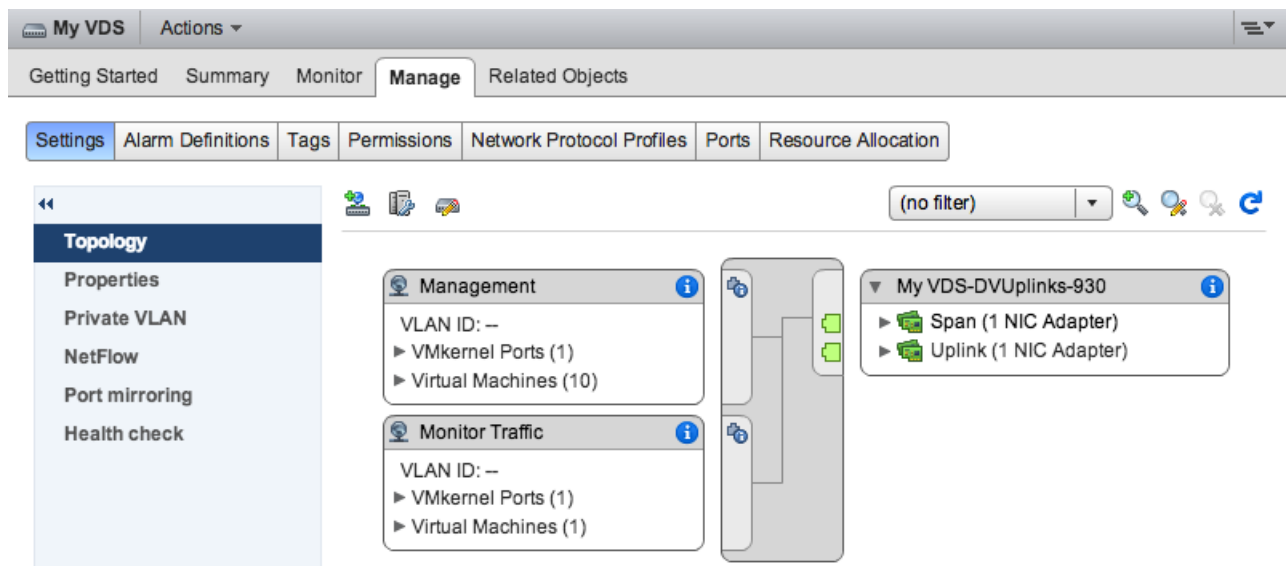 My VDS Actions
Getting Started Summary Monitor Manage Related Objects
Settings Alarm Definitions Tags Permissions Network Protocol Profiles Ports Resource Allocation
(no filter)
Topology
Properties
Private VLAN
NetFlow
Port mirroring
Health check
Management
VLAN ID: --
VMkernel Ports (1)
Virtual Machines (10)
Monitor Traffic
VLAN ID: --
VMkernel Ports (1)
Virtual Machines (1)
My VDS-DVUplinks-930
Span (1 NIC Adapter)
Uplink (1 NIC Adapter)